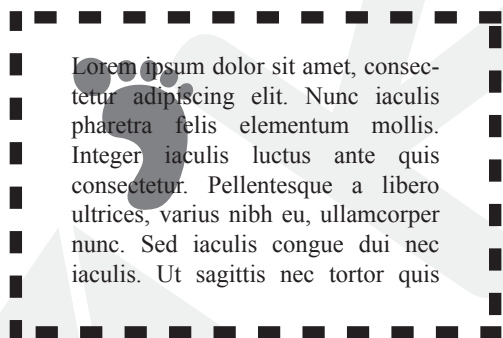 Lorem ipsum dolor sit amet, consec-
tetur adipiscing elit. Nunc iaculis
pharetra felis elementum mollis.
Integer iaculis luctus ante quis
consectetur. Pellentesque a libero
ultrices, varius nibh eu, ullamcorper
nunc. Sed iaculis congue dui nec
iaculis. Ut sagittis nec tortor quis